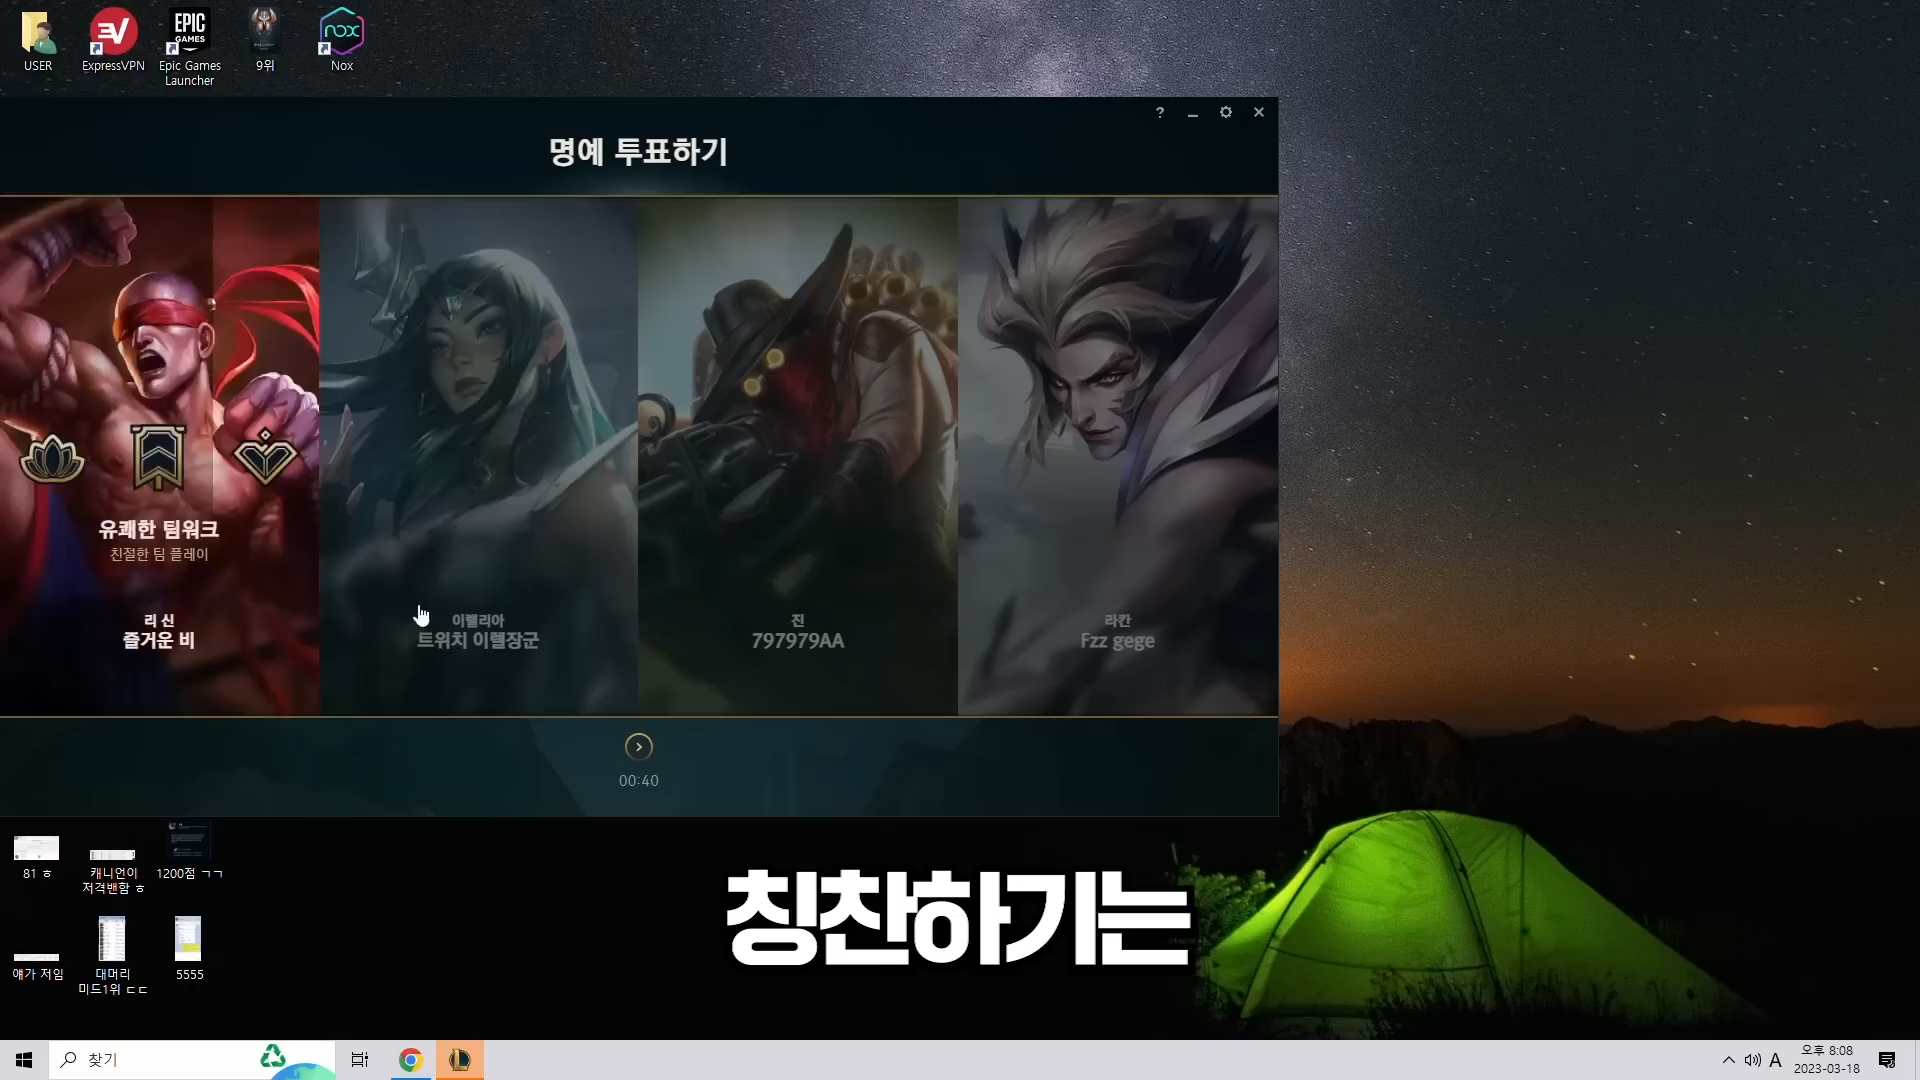 USER
ExpressVPN
EPIC GAMES
Epic Games Launcher
9위
nox
Nox
명예 투표하기
유쾌한 팀워크
친절한 팀 플레이
리 신
즐거운 비
이렐리아
트위치 이렐장군
진
797979AA
라칸
Fzz gege
00:40
81 ㅎ
캐니언이 저격밴함 ㅎ
1200점 ㄱㄱ
얘가 저임
대머리 미드1위 ㄷㄷ
5555
칭찬하기는
찾기
A
오후 8:08
2023-03-18